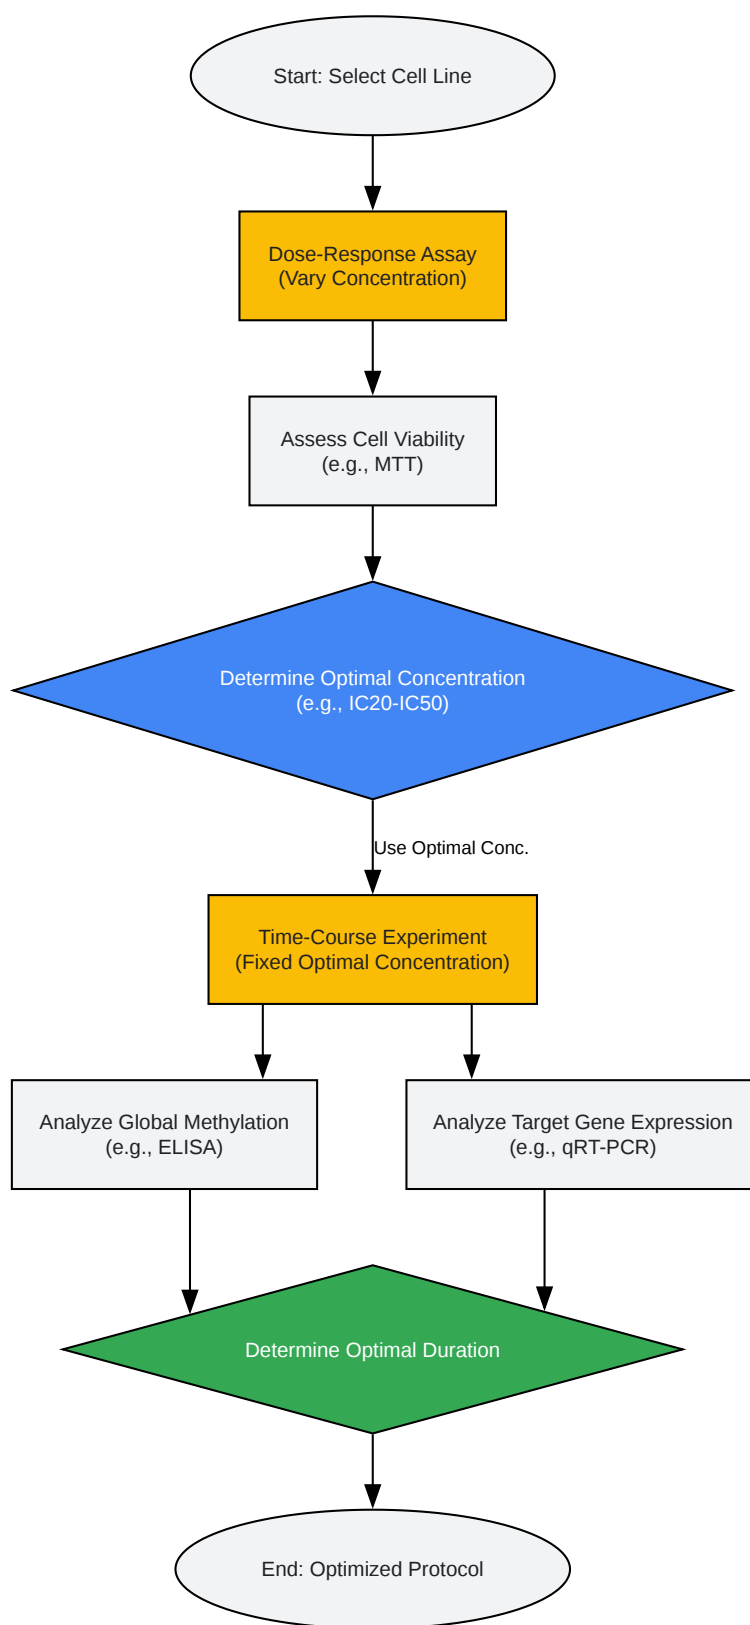 Start: Select Cell Line
Dose-Response Assay
(Vary Concentration)
Assess Cell Viability
(e.g., MTT)
Determine Optimal Concentration
(e.g., IC20-IC50)
Use Optimal Conc.
Time-Course Experiment
(Fixed Optimal Concentration)
Analyze Global Methylation
(e.g., ELISA)
Analyze Target Gene Expression
(e.g., qRT-PCR)
Determine Optimal Duration
End: Optimized Protocol